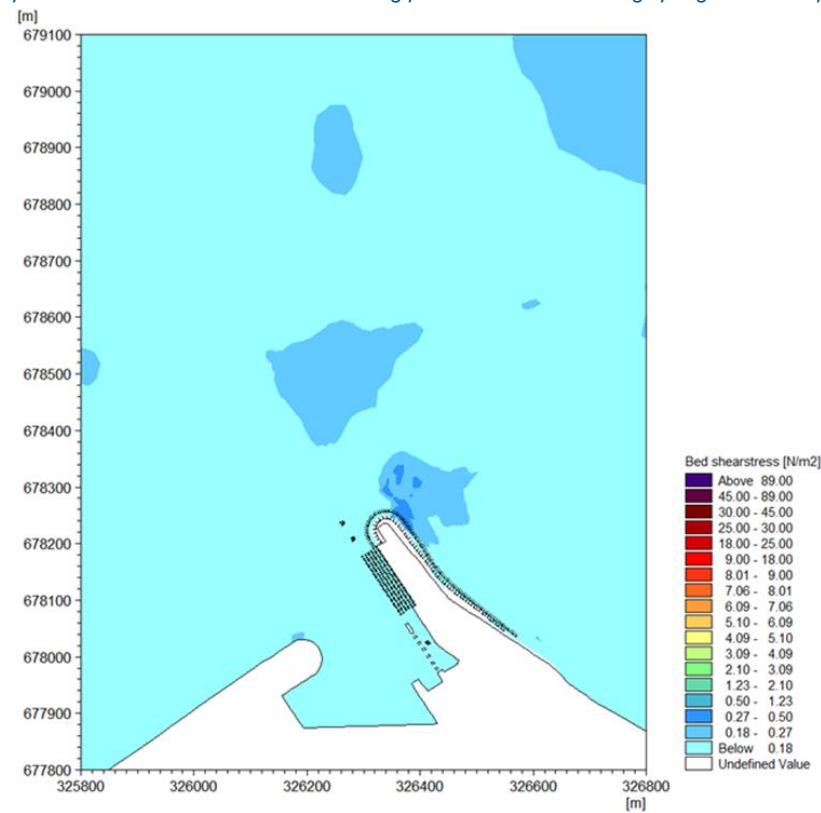 [m]
679100
679000
678900
678800
678700
678600
678500
678400
678300
678200
678100
678000
677900
677800
325800 326000 326200 326400 326600 326800
[m]
Bed shearstress [N/m2]
Above 89.00
45.00 - 89.00
30.00 - 45.00
25.00 - 30.00
18.00 - 25.00
9.00 - 18.00
8.01 - 9.00
7.06 - 8.01
6.09 - 7.06
5.10 - 6.09
4.09 - 5.10
3.09 - 4.09
2.10 - 3.09
1.23 - 2.10
0.50 - 1.23
0.27 - 0.50
0.18 - 0.27
Below 0.18
Undefined Value